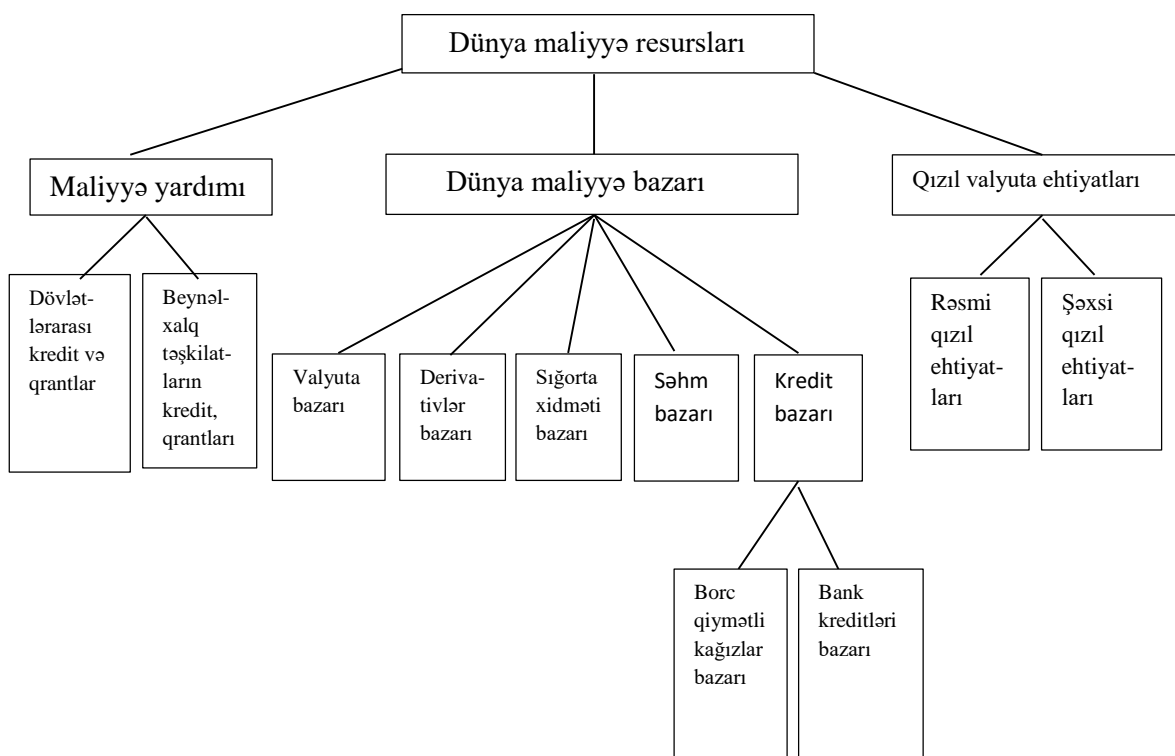 Dünya maliyyə resursları
Maliyyə yardımı
Dünya maliyyə bazarı
Qızıl valyuta ehtiyatları
Dövlət-
lərarası
kredit və
qrantlar
Beynəl-
xalq
təşkilat-
ların
kredit,
qrantları
Valyuta
bazarı
Deriva-
tivlər
bazarı
Sığorta
xidməti
bazarı
Səhm
bazarı
Kredit
bazarı
Rəsmi
qızıl
ehtiyat-
ları
Şəxsi
qızıl
ehtiyat-
ları
Borc
qiymətli
kağızlar
bazarı
Bank
kreditləri
bazarı